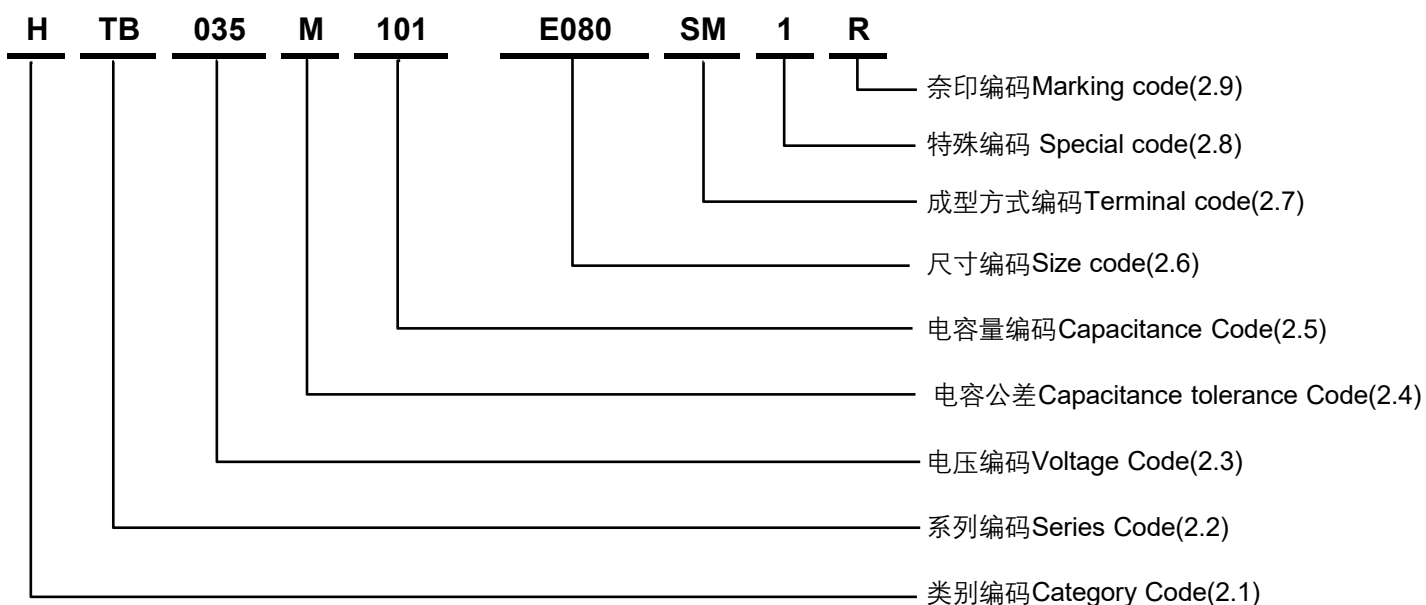 H TB 035 M 101 E080 SM 1 R
奈印编码Marking code(2.9)
特殊编码 Special code(2.8)
成型方式编码Terminal code(2.7)
尺寸编码Size code(2.6)
电容量编码Capacitance Code(2.5)
电容公差Capacitance tolerance Code(2.4)
电压编码Voltage Code(2.3)
系列编码Series Code(2.2)
类别编码Category Code(2.1)